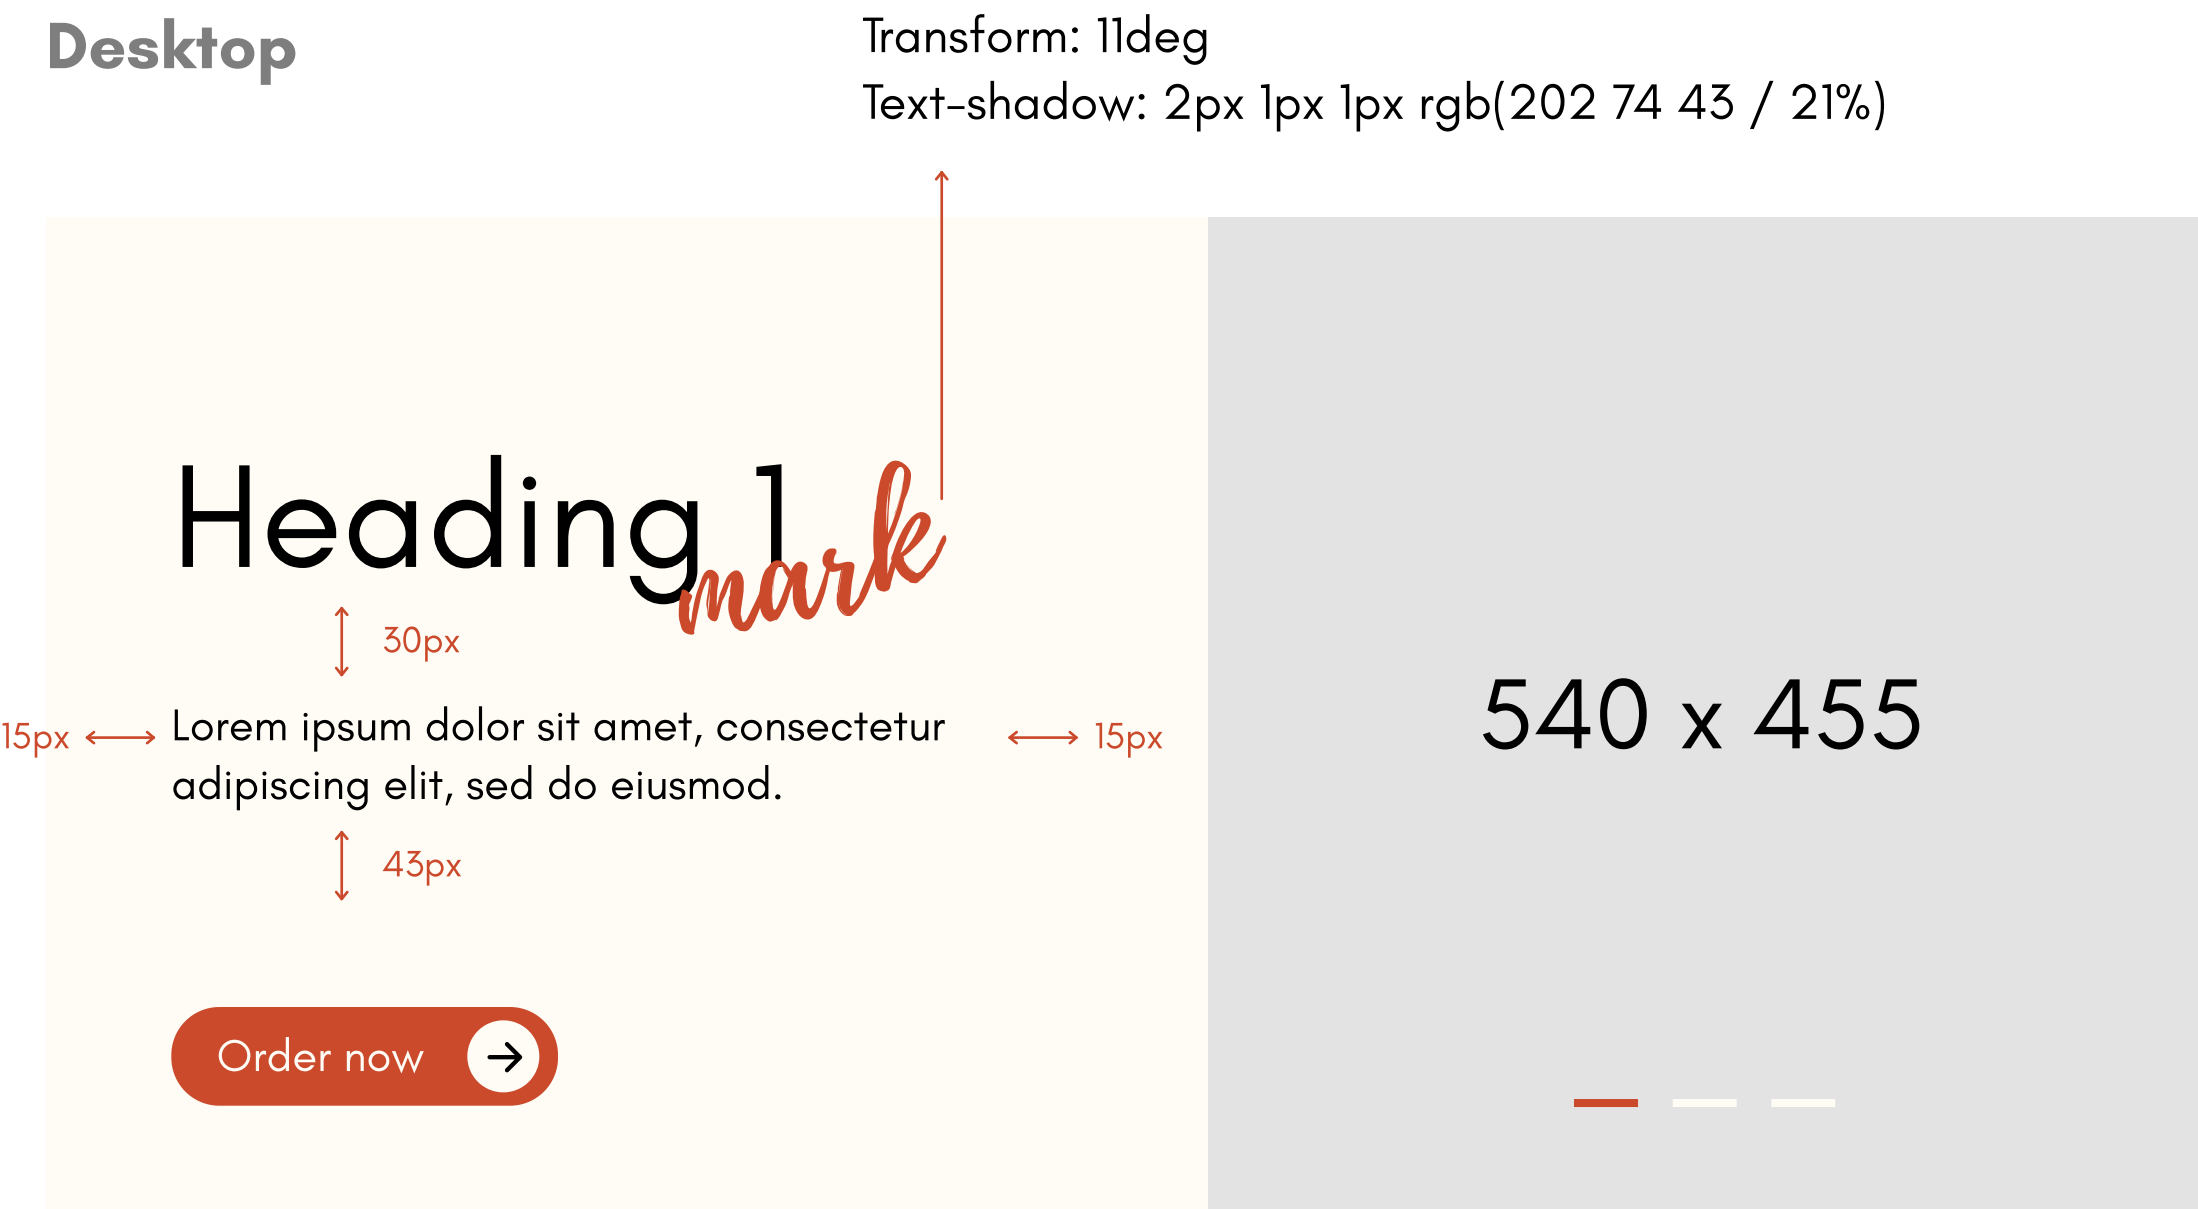 Desktop
Transform: 11deg
Text-shadow: 2px 1px 1px rgb(202 74 43 / 21%)
Heading 1
mark
30px
15px
Lorem ipsum dolor sit amet, consectetur
adipiscing elit, sed do eiusmod.
15px
43px
Order now
540 x 455